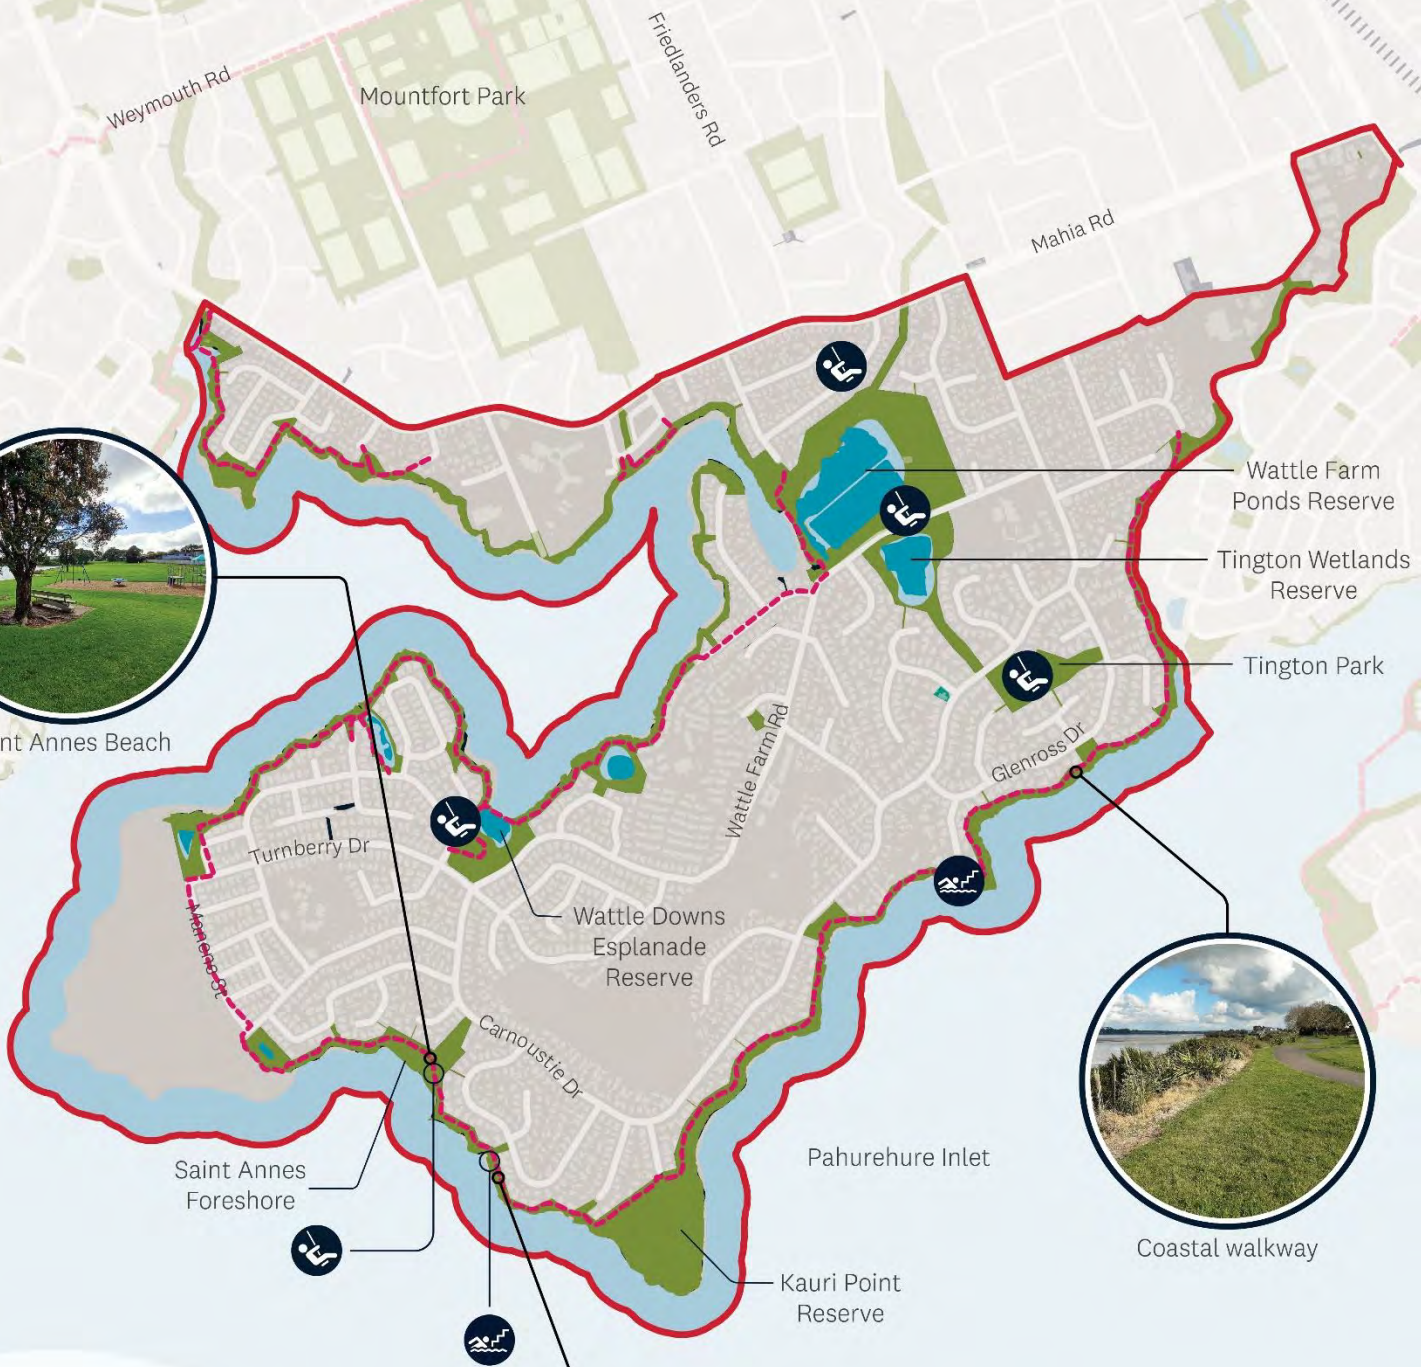 Weymouth Rd
Mountfort Park
Friedlanders Rd
Mahia Rd
Wattle Farm
Ponds Reserve
Tington Wetlands
Reserve
Tington Park
nt Annes Beach
Glenross Dr
Wattle Farm Rd
Turnberry Dr
Wattle Downs
Esplanade
Reserve
Carnoustie Dr
Saint Annes
Foreshore
Pahurehure Inlet
Coastal walkway
Kauri Point
Reserve